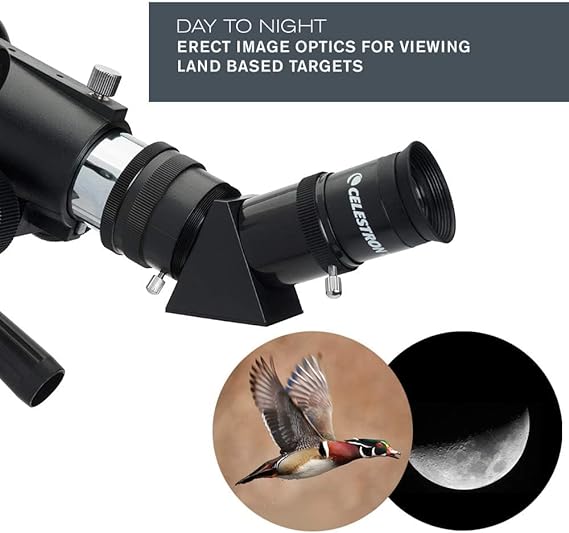 DAY TO NIGHT
ERECT IMAGE OPTICS FOR VIEWING
LAND BASED TARGETS
CELESTRON